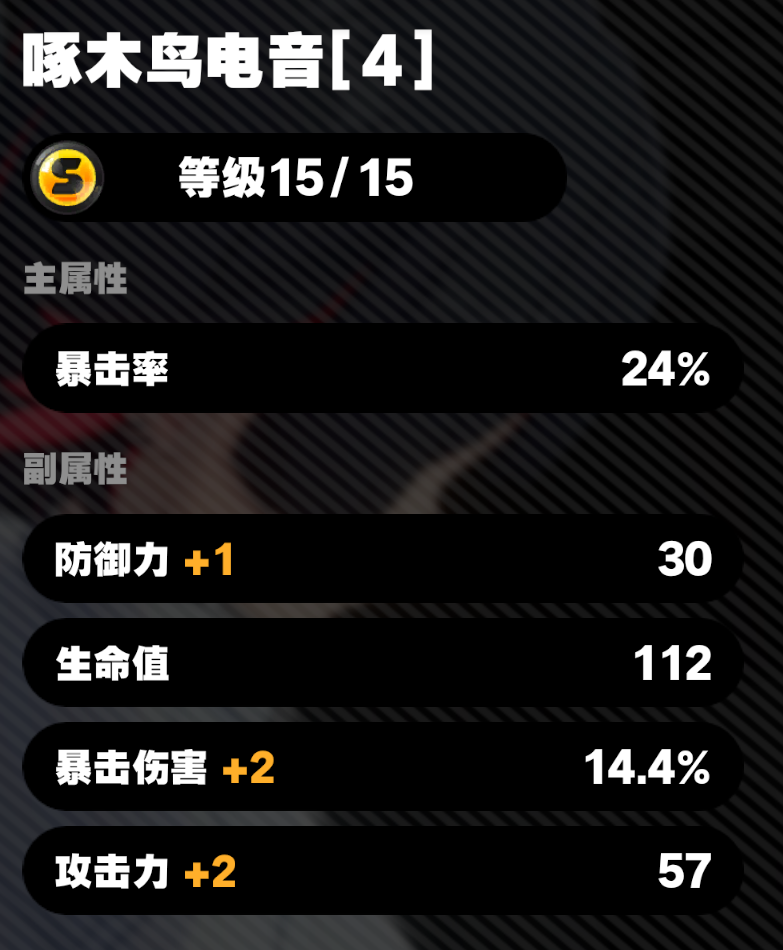 啄木鸟电音[4]
S 等级15/15
主属性
暴击率 24%
副属性
防御力 +1 30
生命值 112
暴击伤害 +2 14.4%
攻击力 +2 57